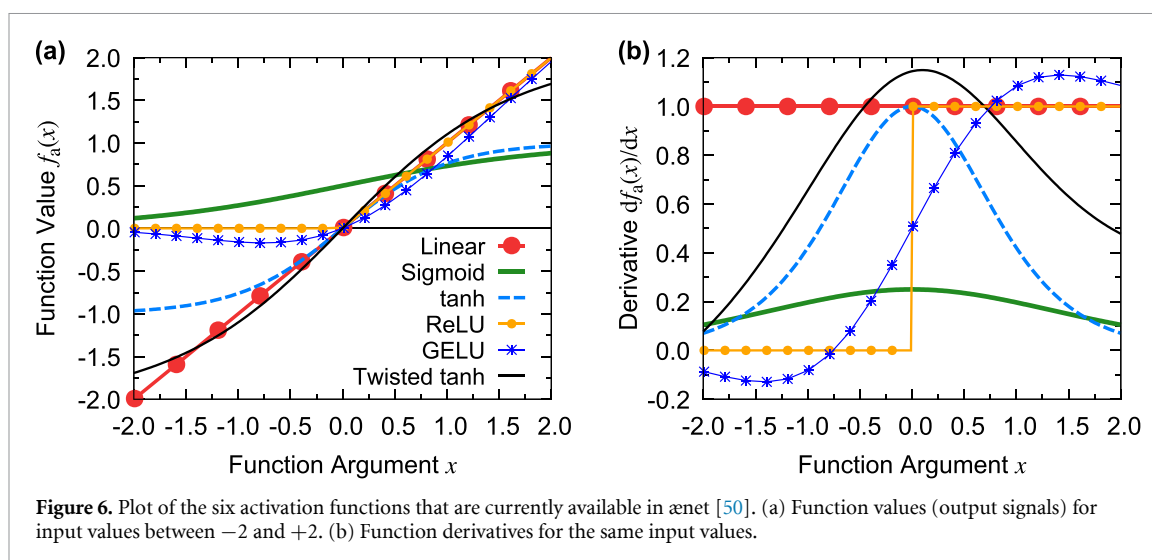 (a)
2.0
1.5
1.0
0.5
0.0
-0.5
-1.0
-1.5
-2.0
Function Value fa(x)
Linear
Sigmoid
tanh
ReLU
GELU
Twisted tanh
-2.0 -1.5 -1.0 -0.5 0.0 0.5 1.0 1.5 2.0
Function Argument x
(b)
1.2
1.0
0.8
0.6
0.4
0.2
0.0
-0.2
Derivative dfa(x)/dx
-2.0 -1.5 -1.0 -0.5 0.0 0.5 1.0 1.5 2.0
Function Argument x
Figure 6. Plot of the six activation functions that are currently available in ænet [50]. (a) Function values (output signals) for
input values between −2 and +2. (b) Function derivatives for the same input values.